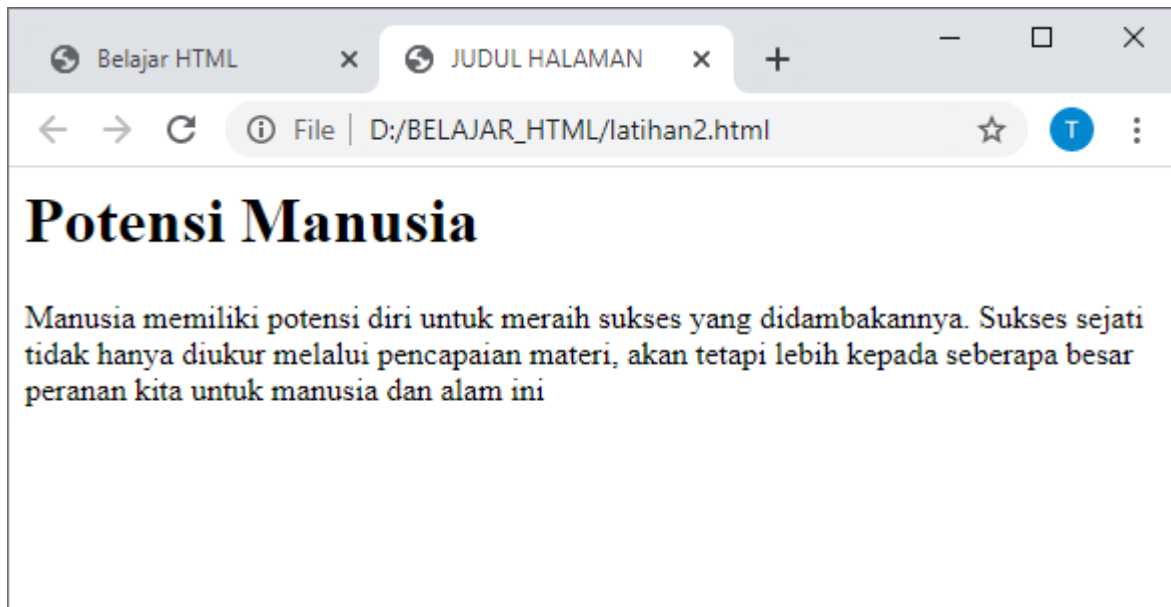 Belajar HTML
JUDUL HALAMAN
File
D:/BELAJAR_HTML/latihan2.html
T
Potensi Manusia
Manusia memiliki potensi diri untuk meraih sukses yang didambakannya. Sukses sejati
tidak hanya diukur melalui pencapaian materi, akan tetapi lebih kepada seberapa besar
peranan kita untuk manusia dan alam ini